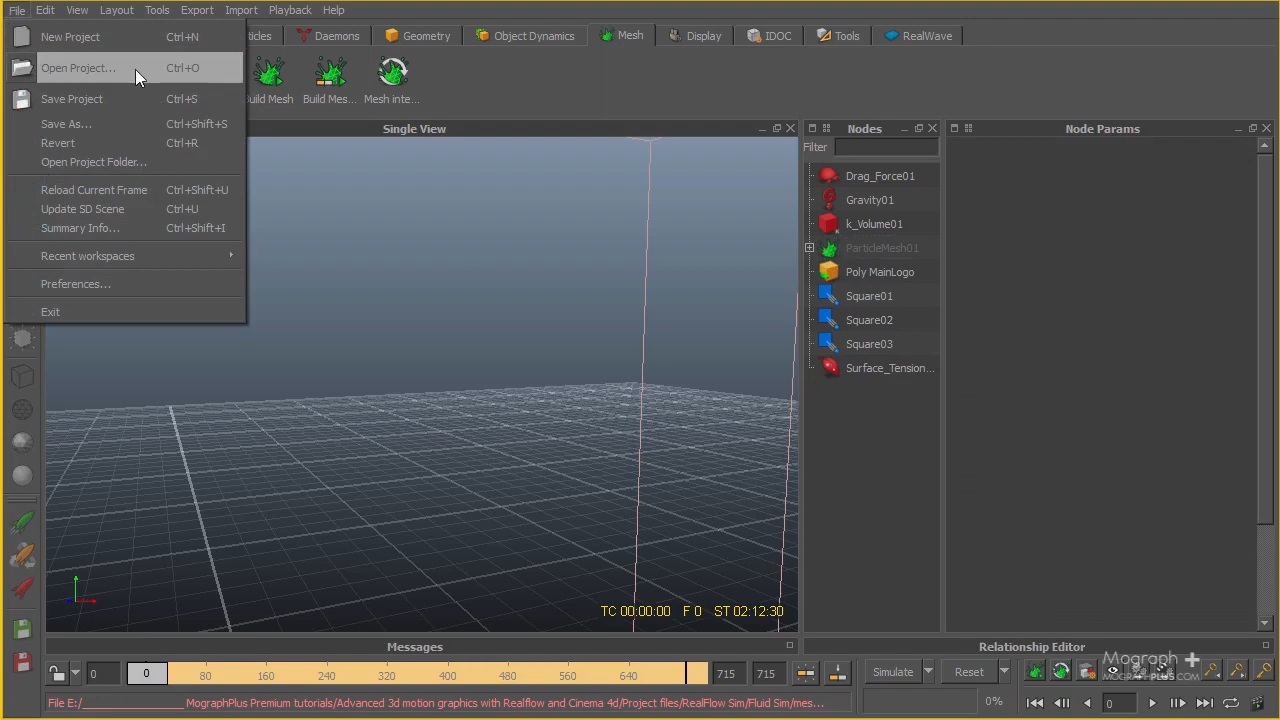 File Edit View Layout Tools Export Import Playback Help
New Project Ctrl+N
Open Project... Ctrl+O
Save Project Ctrl+S
Save As... Ctrl+Shift+S
Revert Ctrl+R
Open Project Folder...
Reload Current Frame Ctrl+Shift+U
Update SD Scene Ctrl+U
Summary Info... Ctrl+Shift+I
Recent workspaces
Preferences...
Exit
ticles Daemons Geometry Object Dynamics Mesh Display IDOC Tools RealWave
Build Mesh Build Mes... Mesh inte...
Single View
TC 00:00:00 F 0 ST 02:12:30
Nodes
Filter
Drag_Force01
Gravity01
k_Volume01
ParticleMesh01
Poly MainLogo
Square01
Square02
Square03
Surface_Tension...
Node Params
Messages
Relationship Editor
0 0 80 160 240 320 400 480 560 640 715 715
Simulate Reset
File E:/____________________ MographPlus Premium tutorials/Advanced 3d motion graphics with Realflow and Cinema 4d/Project files/RealFlow Sim/Fluid Sim/mes...
0% 0
Mograph +
MOGRAPHPLUS.COM